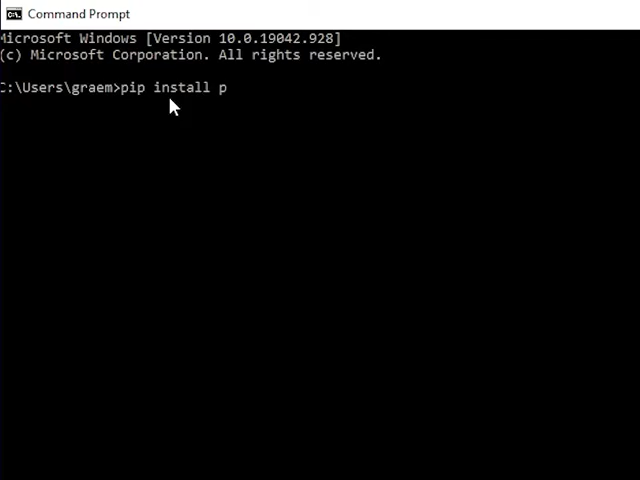 Command Prompt
Microsoft Windows [Version 10.0.19042.928]
(c) Microsoft Corporation. All rights reserved.
C:\Users\graem>pip install p